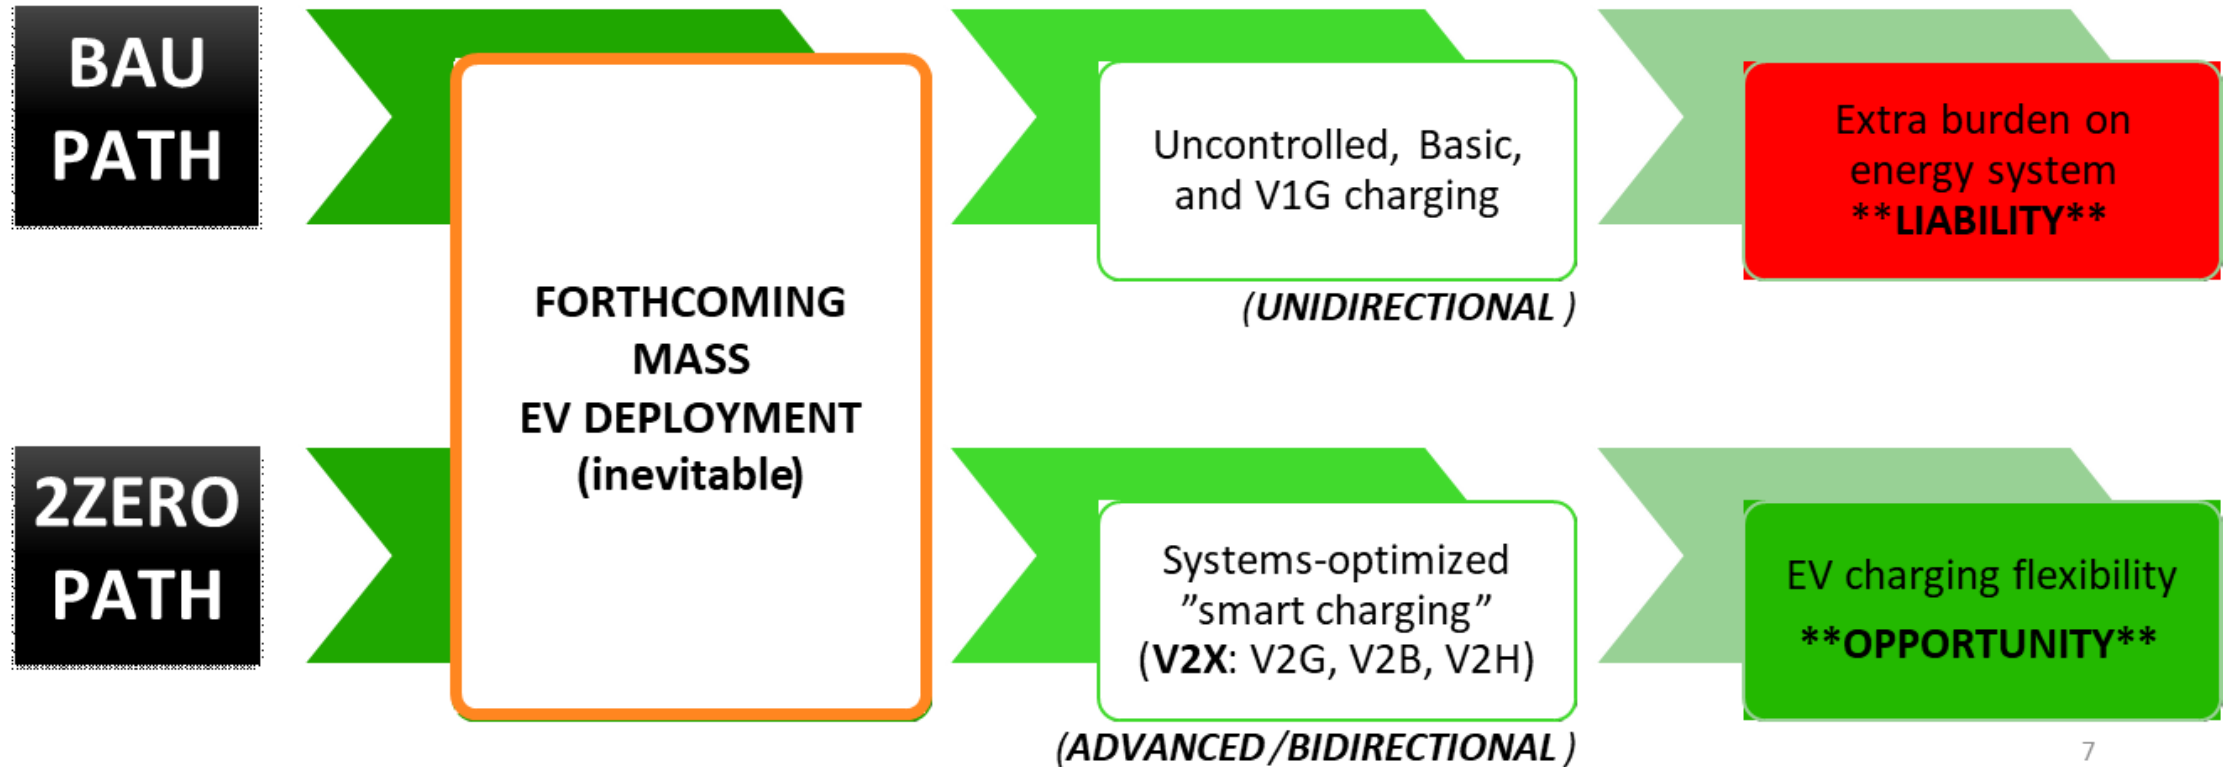 BAU
PATH
FORTHCOMING
MASS
EV DEPLOYMENT
(inevitable)
Uncontrolled, Basic,
and V1G charging
(UNIDIRECTIONAL )
Extra burden on
energy system
**LIABILITY**
2ZERO
PATH
Systems-optimized
”smart charging”
(V2X: V2G, V2B, V2H)
(ADVANCED/BIDIRECTIONAL )
EV charging flexibility
**OPPORTUNITY**
7